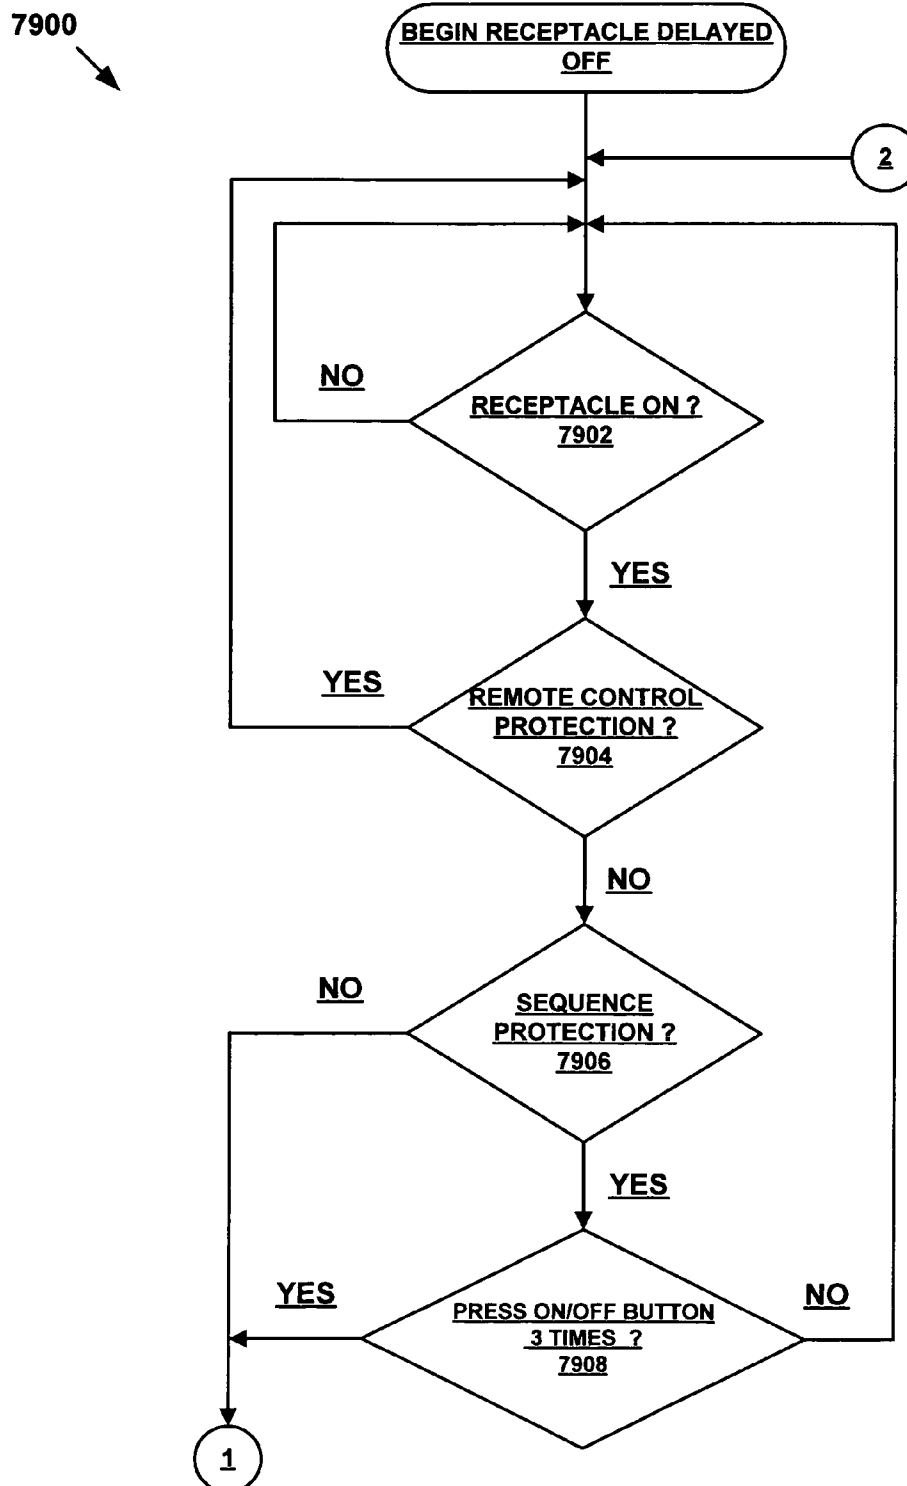 7900
BEGIN RECEPTACLE DELAYED
OFF
2
NO
RECEPTACLE ON ?
7902
YES
YES
REMOTE CONTROL
PROTECTION ?
7904
NO
NO
SEQUENCE
PROTECTION ?
7906
YES
YES
PRESS ON/OFF BUTTON
3 TIMES ?
7908
NO
1